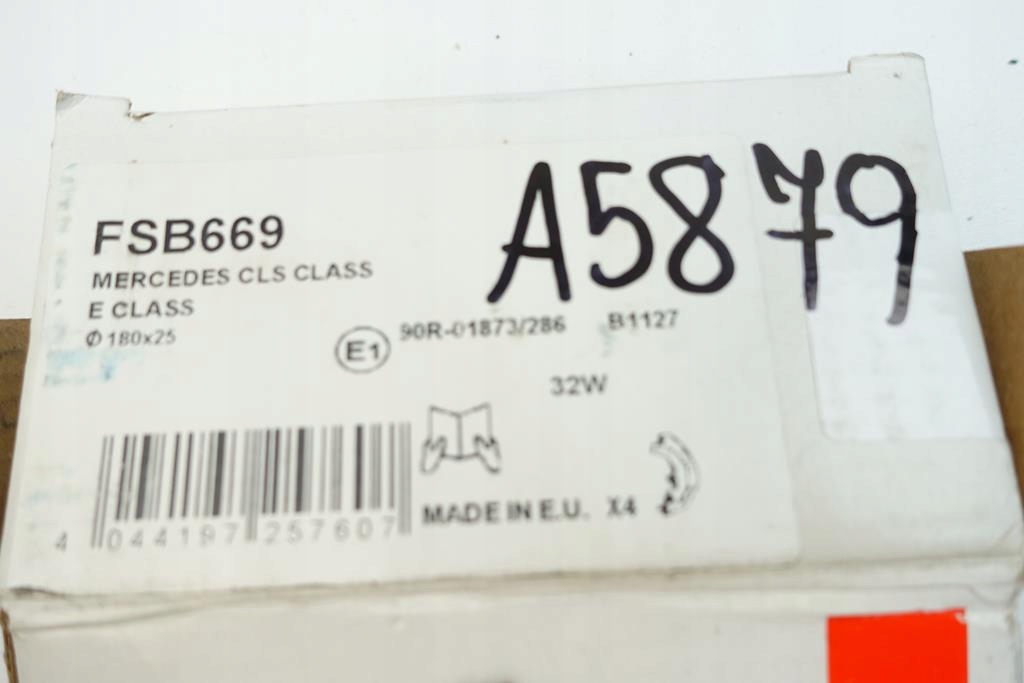 A5879
FSB669
MERCEDES CLS CLASS
E CLASS
Ø 180x25
E1 90R-01873/286 B1127
32W
MADE IN E.U. X4
4 044197 257607